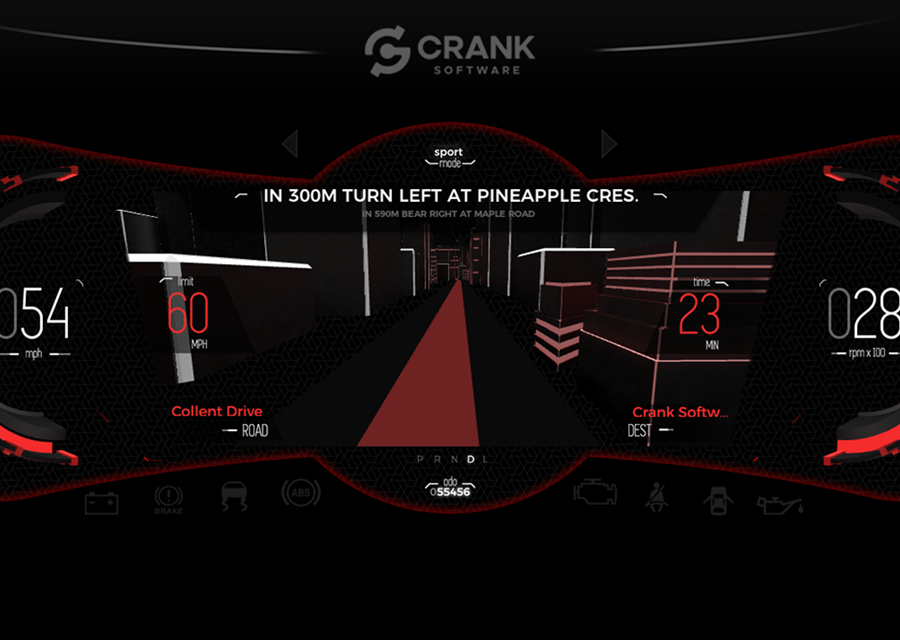 CRANK
SOFTWARE
sport
mode
IN 300M TURN LEFT AT PINEAPPLE CRES.
IN 590M BEAR RIGHT AT MAPLE ROAD
limit
60
MPH
time
23
MIN
054
mph
028
rpm x 100
Collent Drive
ROAD
Crank Softw...
DEST
P R N D L
odo
055456
BRAKE
ABS